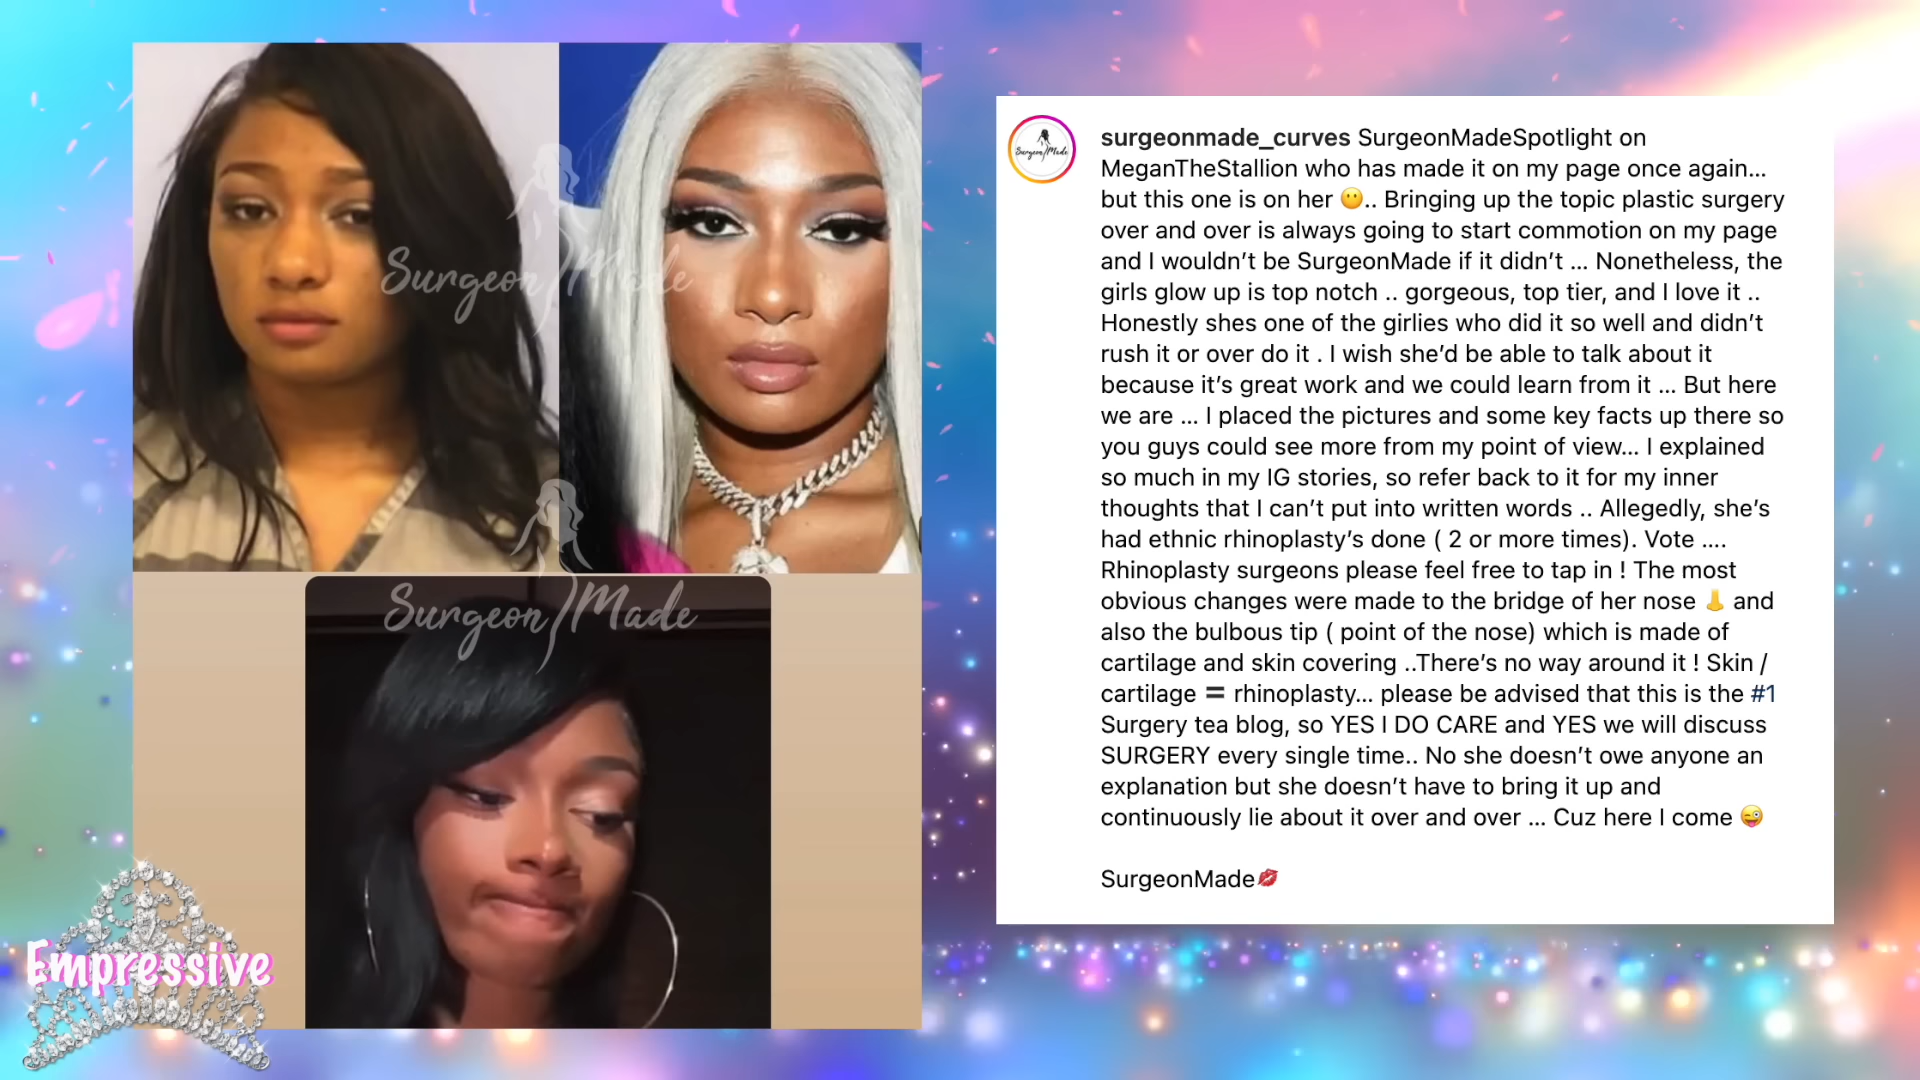 Surgeon Made
Surgeon Made
Empressive
Surgeon Made
surgeonmade_curves SurgeonMadeSpotlight on
MeganTheStallion who has made it on my page once again...
but this one is on her 😶.. Bringing up the topic plastic surgery
over and over is always going to start commotion on my page
and I wouldn’t be SurgeonMade if it didn’t ... Nonetheless, the
girls glow up is top notch .. gorgeous, top tier, and I love it ..
Honestly shes one of the girlies who did it so well and didn’t
rush it or over do it . I wish she’d be able to talk about it
because it’s great work and we could learn from it ... But here
we are ... I placed the pictures and some key facts up there so
you guys could see more from my point of view... I explained
so much in my IG stories, so refer back to it for my inner
thoughts that I can’t put into written words .. Allegedly, she’s
had ethnic rhinoplasty’s done ( 2 or more times). Vote ....
Rhinoplasty surgeons please feel free to tap in ! The most
obvious changes were made to the bridge of her nose 👃 and
also the bulbous tip ( point of the nose) which is made of
cartilage and skin covering ..There’s no way around it ! Skin /
cartilage 🟰 rhinoplasty... please be advised that this is the #1
Surgery tea blog, so YES I DO CARE and YES we will discuss
SURGERY every single time.. No she doesn’t owe anyone an
explanation but she doesn’t have to bring it up and
continuously lie about it over and over ... Cuz here I come 😜
SurgeonMade💋